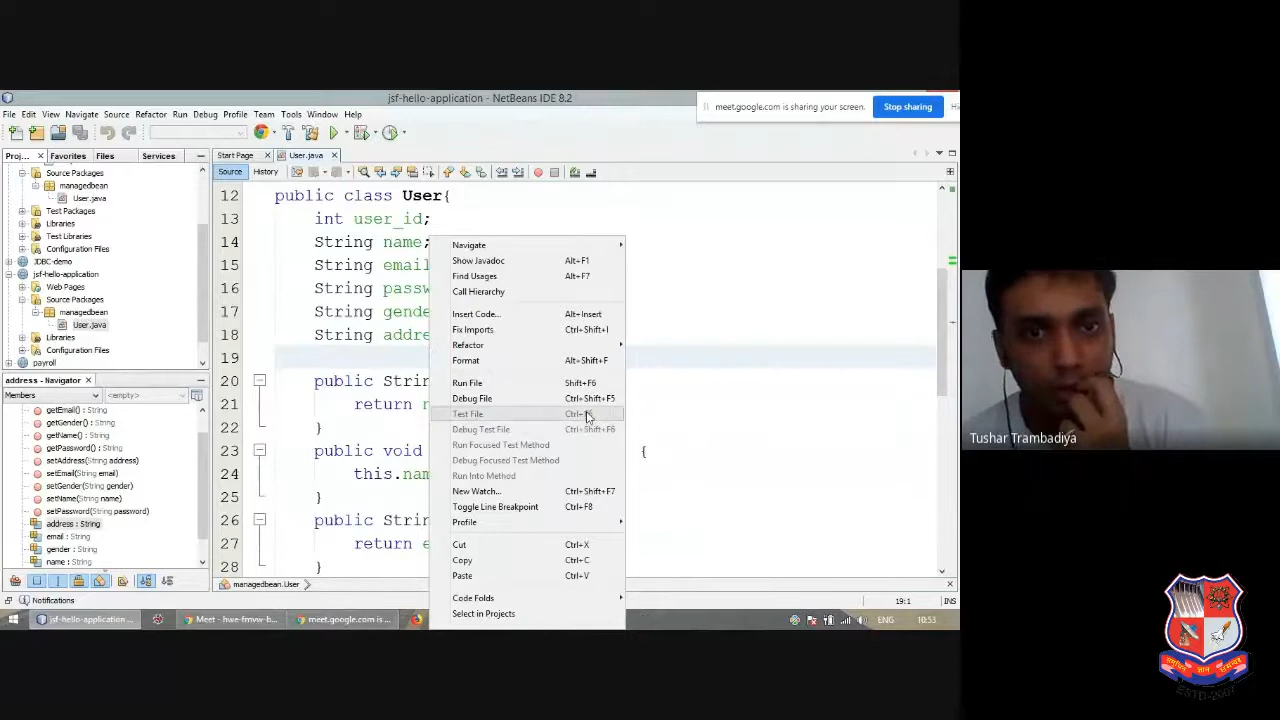 jsf-hello-application - NetBeans IDE 8.2
meet.google.com is sharing your screen.
Stop sharing
File Edit View Navigate Source Refactor Run Debug Profile Team Tools Window Help
Proj... Favorites Files Services
Source Packages
managedbean
User.java
Test Packages
Libraries
Test Libraries
Configuration Files
JDBC-demo
jsf-hello-application
Web Pages
Source Packages
managedbean
User.java
Libraries
Configuration Files
payroll
address - Navigator
Members <empty>
getEmail() : String
getGender() : String
getName() : String
getPassword() : String
setAddress(String address)
setEmail(String email)
setGender(String gender)
setName(String name)
setPassword(String password)
address : String
email : String
gender : String
name : String
Start Page User.java
Source History
12 public class User{
13 int user_id;
14 String name;
15 String email
16 String passw
17 String gende
18 String addre
19
20 public Strin
21 return n
22 }
23 public void {
24 this.nam
25 }
26 public Strin
27 return e
28 }
Navigate
Show Javadoc Alt+F1
Find Usages Alt+F7
Call Hierarchy
Insert Code... Alt+Insert
Fix Imports Ctrl+Shift+I
Refactor
Format Alt+Shift+F
Run File Shift+F6
Debug File Ctrl+Shift+F5
Test File
Debug Test File Ctrl+Shift+F6
Run Focused Test Method
Debug Focused Test Method
Run Into Method
New Watch... Ctrl+Shift+F7
Toggle Line Breakpoint Ctrl+F8
Profile
Cut Ctrl+X
Copy Ctrl+C
Paste Ctrl+V
Code Folds
Select in Projects
managedbean.User
Notifications
19:1 INS
jsf-hello-application ...
Meet - hwe-fmvw-b...
meet.google.com is ...
ENG 10:53
Tushar Trambadiya
ESTD-2007